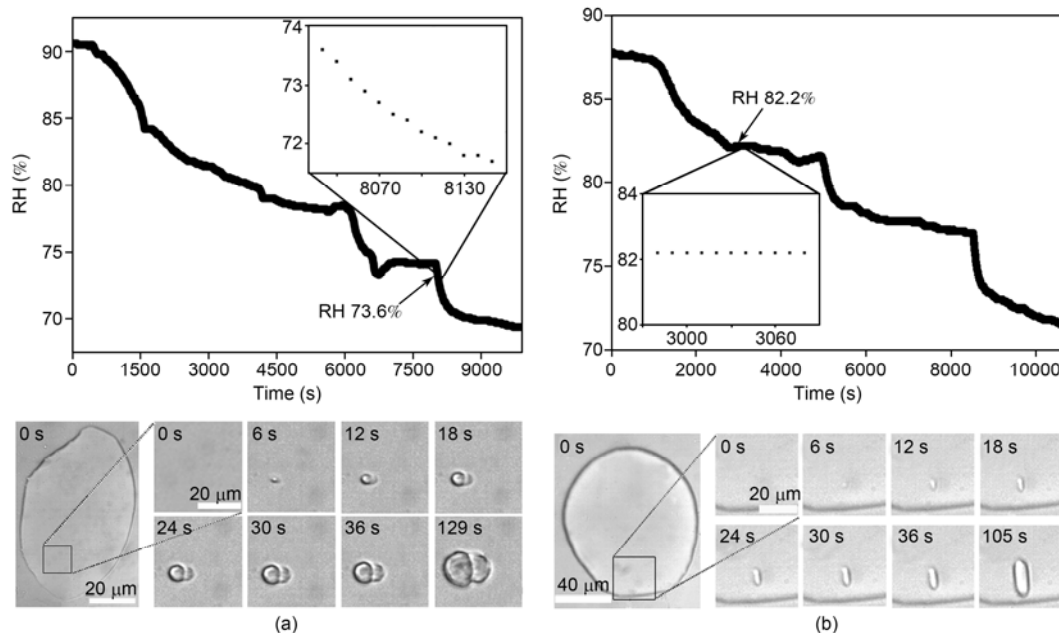 74
73
72
8070 8130
RH 73.6%
90
85
80
75
70
RH (%)
0 1500 3000 4500 6000 7500 9000
Time (s)
0 s
20 μm
0 s
20 μm
6 s
12 s
18 s
24 s
30 s
36 s
129 s
(a)
90
85
80
75
70
RH (%)
RH 82.2%
84
82
80
3000 3060
0 2000 4000 6000 8000 10000
Time (s)
0 s
40 μm
0 s
20 μm
6 s
12 s
18 s
24 s
30 s
36 s
105 s
(b)